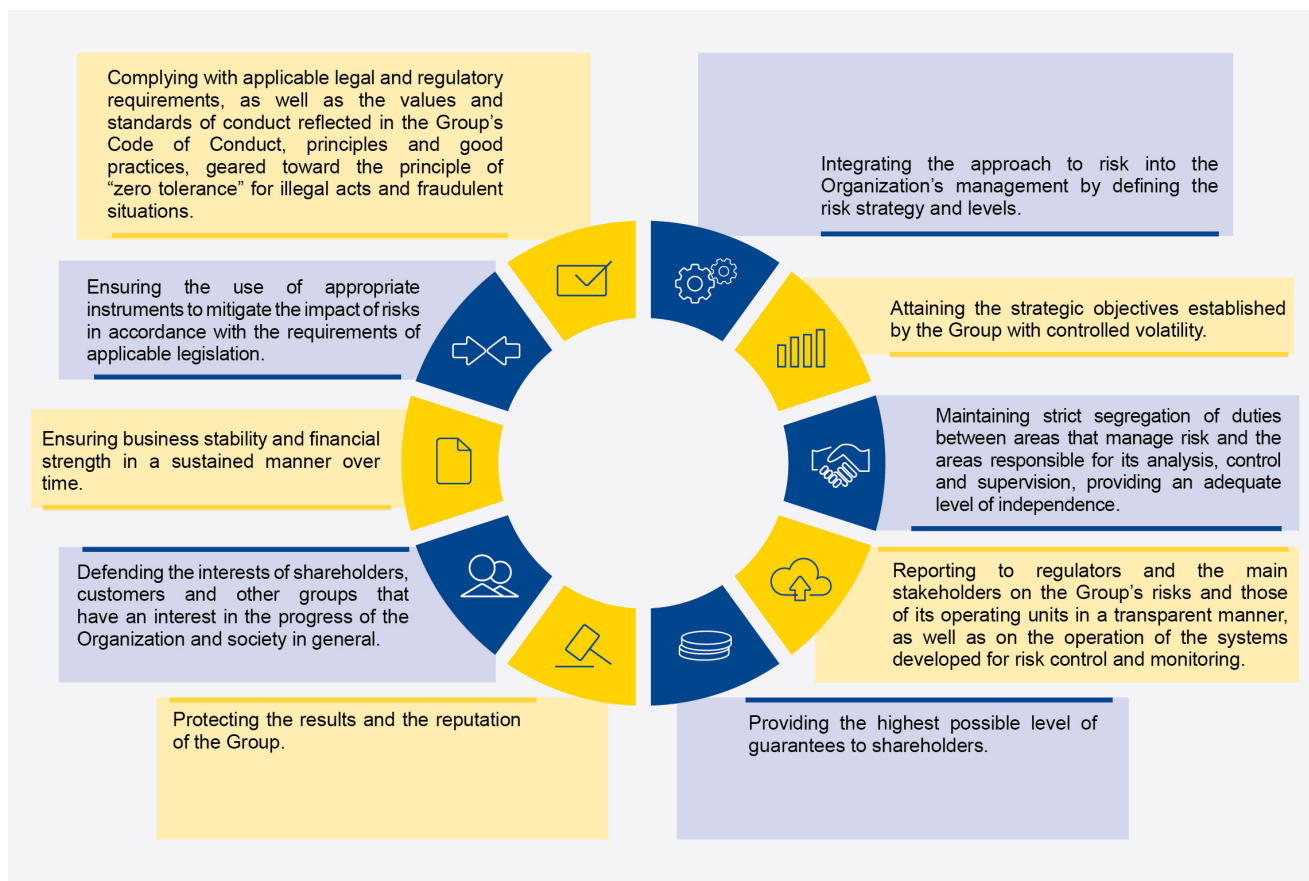 Complying with applicable legal and regulatory
requirements, as well as the values and
standards of conduct reflected in the Group’s
Code of Conduct, principles and good
practices, geared toward the principle of
“zero tolerance” for illegal acts and fraudulent
situations.
Integrating the approach to risk into the
Organization’s management by defining the
risk strategy and levels.
Ensuring the use of appropriate
instruments to mitigate the impact of risks
in accordance with the requirements of
applicable legislation.
Attaining the strategic objectives established
by the Group with controlled volatility.
Ensuring business stability and financial
strength in a sustained manner over
time.
Maintaining strict segregation of duties
between areas that manage risk and the
areas responsible for its analysis, control
and supervision, providing an adequate
level of independence.
Defending the interests of shareholders,
customers and other groups that
have an interest in the progress of the
Organization and society in general.
Reporting to regulators and the main
stakeholders on the Group’s risks and those
of its operating units in a transparent manner,
as well as on the operation of the systems
developed for risk control and monitoring.
Protecting the results and the reputation
of the Group.
Providing the highest possible level of
guarantees to shareholders.